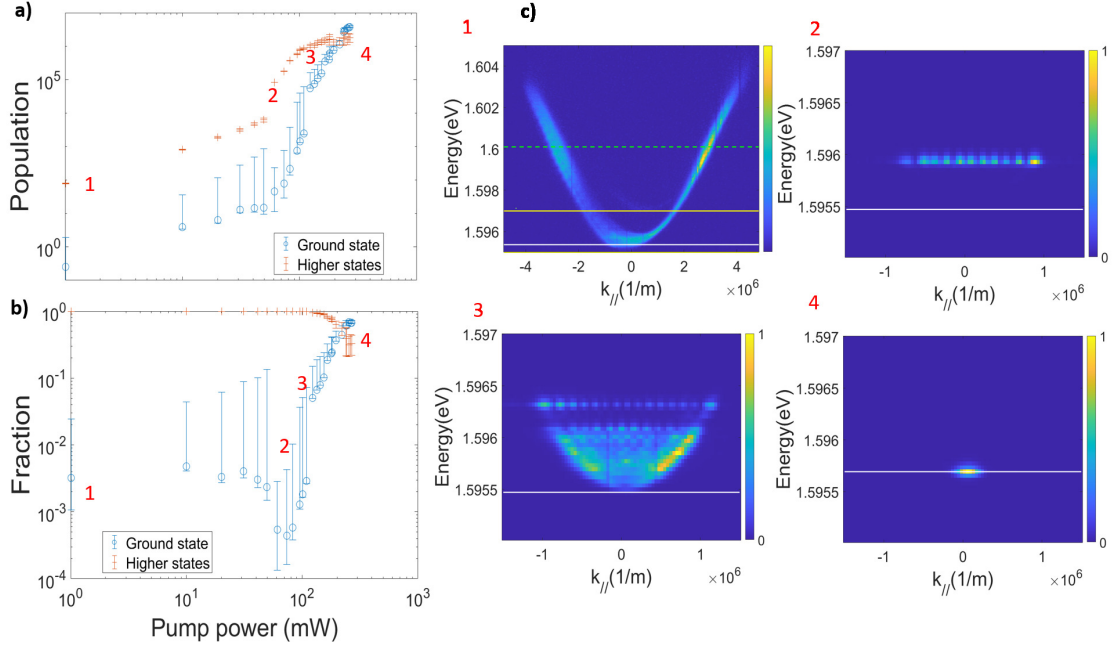 a)
Population
10^5
10^0
1
2
3
4
Ground state
Higher states
b)
Fraction
10^0
10^-1
10^-2
10^-3
10^-4
1
2
3
4
Ground state
Higher states
10^0 10^1 10^2 10^3
Pump power (mW)
c)
1
Energy(eV)
1.604
1.602
1.6
1.598
1.596
-4 -2 0 2 4
k//(1/m) ×10^6
2
Energy(eV)
1.597
1.5965
1.596
1.5955
-1 0 1
k//(1/m) ×10^6
1
0
3
Energy(eV)
1.597
1.5965
1.596
1.5955
-1 0 1
k//(1/m) ×10^6
1
0
4
Energy(eV)
1.597
1.5965
1.596
1.5955
-1 0 1
k//(1/m) ×10^6
1
0